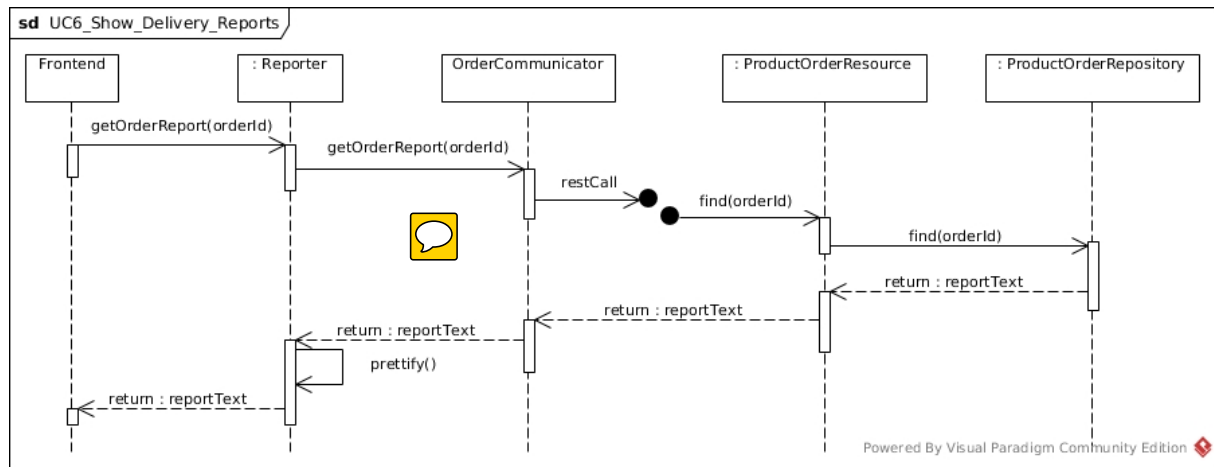 sd UC6_Show_Delivery_Reports
Frontend
: Reporter
OrderCommunicator
: ProductOrderResource
: ProductOrderRepository
getOrderReport(orderId)
getOrderReport(orderId)
restCall
find(orderId)
find(orderId)
return : reportText
return : reportText
return : reportText
prettify()
return : reportText
Powered By Visual Paradigm Community Edition